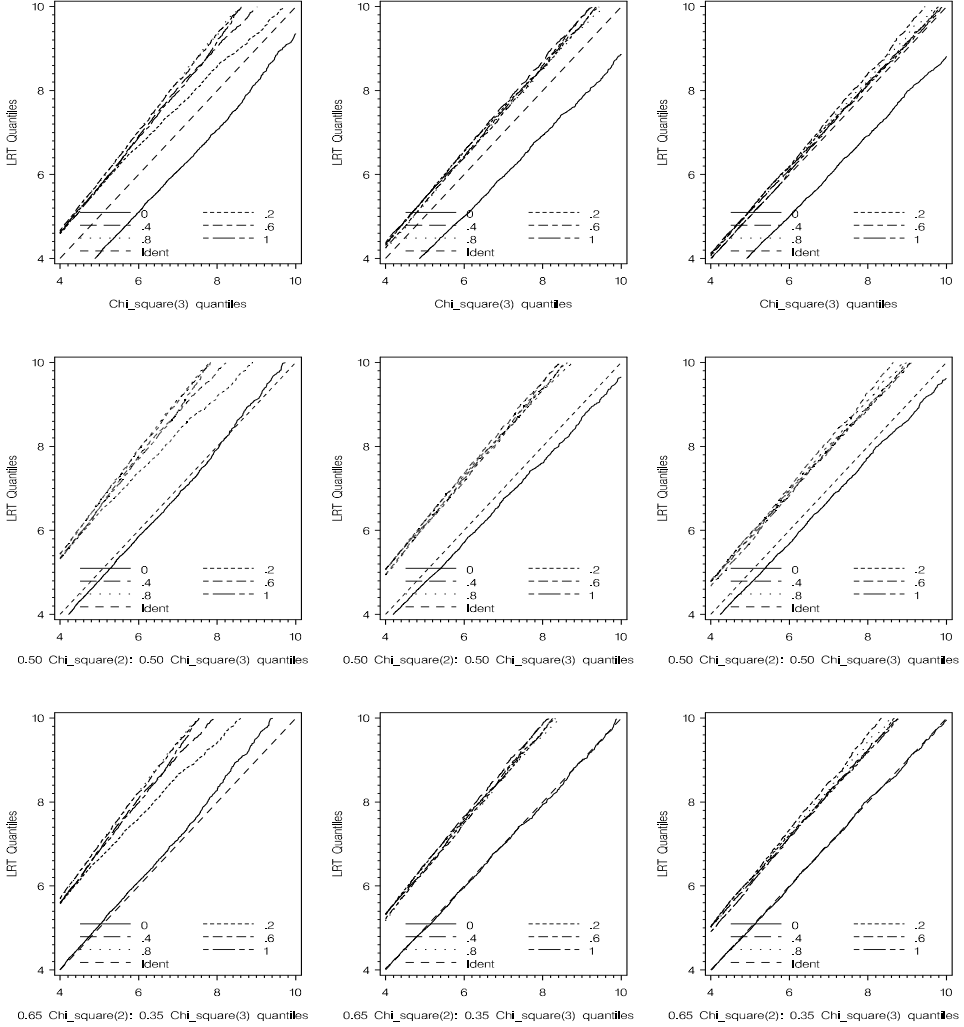 10
8
6
4
LRT Quantiles
0 .2
.4 .6
.8 1
Ident
4 6 8 10
Chi_square(3) quantiles
10
8
6
4
LRT Quantiles
0 .2
.4 .6
.8 1
Ident
4 6 8 10
Chi_square(3) quantiles
10
8
6
4
LRT Quantiles
0 .2
.4 .6
.8 1
Ident
4 6 8 10
Chi_square(3) quantiles
10
8
6
4
LRT Quantiles
0 .2
.4 .6
.8 1
Ident
4 6 8 10
0.50 Chi_square(2): 0.50 Chi_square(3) quantiles
10
8
6
4
LRT Quantiles
0 .2
.4 .6
.8 1
Ident
4 6 8 10
0.50 Chi_square(2): 0.50 Chi_square(3) quantiles
10
8
6
4
LRT Quantiles
0 .2
.4 .6
.8 1
Ident
4 6 8 10
0.50 Chi_square(2): 0.50 Chi_square(3) quantiles
10
8
6
4
LRT Quantiles
0 .2
.4 .6
.8 1
Ident
4 6 8 10
0.65 Chi_square(2): 0.35 Chi_square(3) quantiles
10
8
6
4
LRT Quantiles
0 .2
.4 .6
.8 1
Ident
4 6 8 10
0.65 Chi_square(2): 0.35 Chi_square(3) quantiles
10
8
6
4
LRT Quantiles
0 .2
.4 .6
.8 1
Ident
4 6 8 10
0.65 Chi_square(2): 0.35 Chi_square(3) quantiles